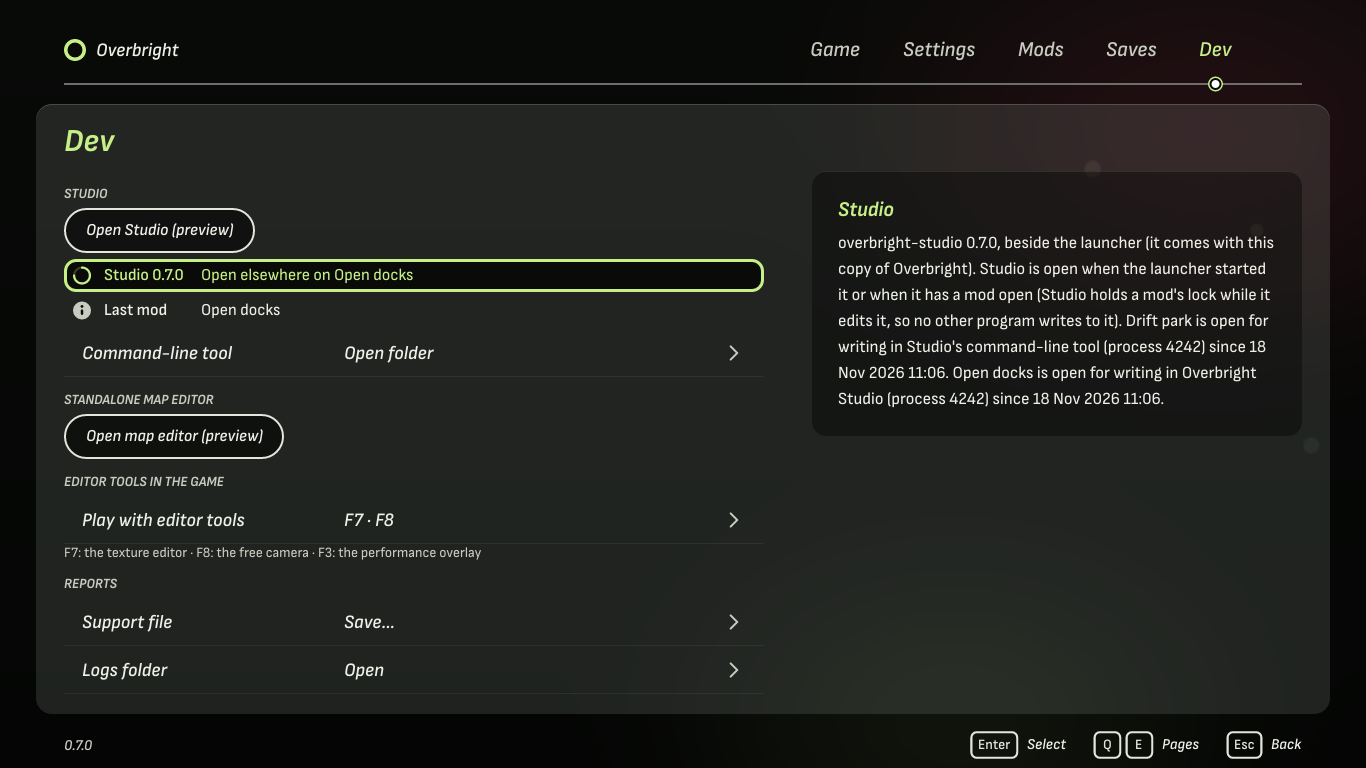 Overbright
Game Settings Mods Saves Dev
Dev
STUDIO
Open Studio (preview)
Studio 0.7.0 Open elsewhere on Open docks
Last mod Open docks
Command-line tool Open folder
STANDALONE MAP EDITOR
Open map editor (preview)
EDITOR TOOLS IN THE GAME
Play with editor tools F7 · F8
F7: the texture editor · F8: the free camera · F3: the performance overlay
REPORTS
Support file Save...
Logs folder Open
Studio
overbright-studio 0.7.0, beside the launcher (it comes with this
copy of Overbright). Studio is open when the launcher started
it or when it has a mod open (Studio holds a mod's lock while it
edits it, so no other program writes to it). Drift park is open for
writing in Studio's command-line tool (process 4242) since 18
Nov 2026 11:06. Open docks is open for writing in Overbright
Studio (process 4242) since 18 Nov 2026 11:06.
0.7.0
Enter Select Q E Pages Esc Back